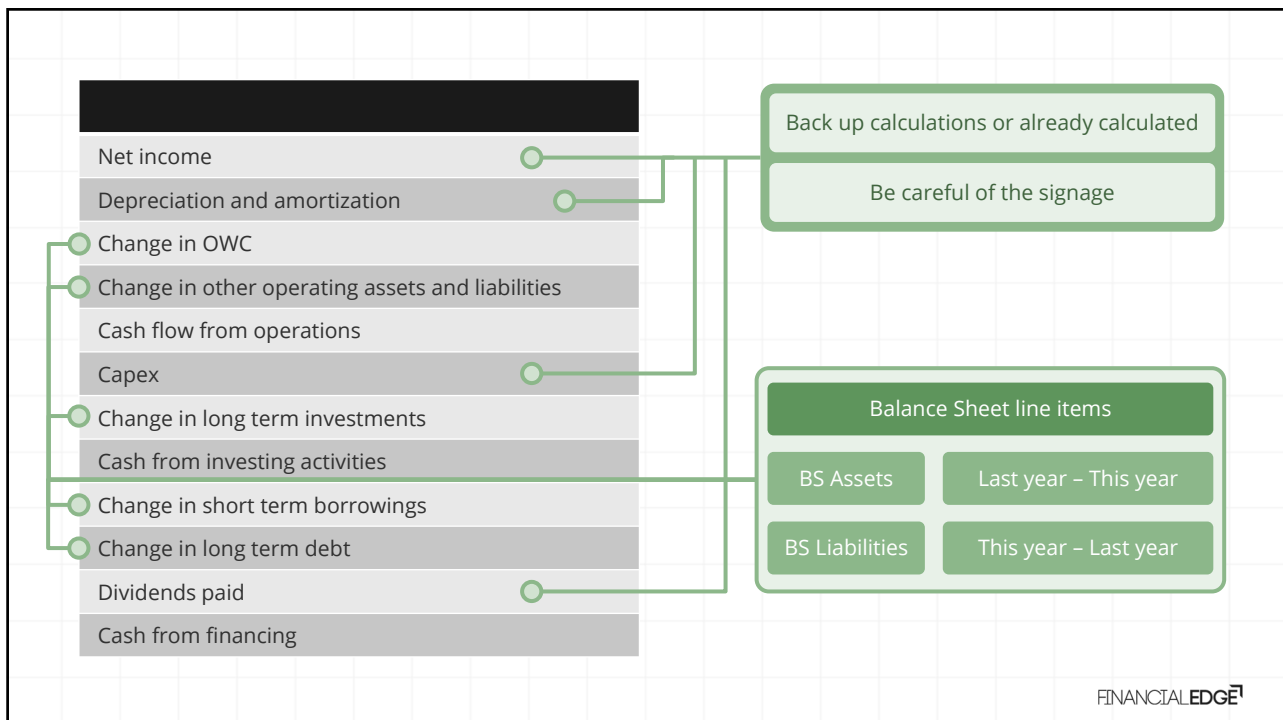 Net income
Depreciation and amortization
Change in OWC
Change in other operating assets and liabilities
Cash flow from operations
Capex
Change in long term investments
Cash from investing activities
Change in short term borrowings
Change in long term debt
Dividends paid
Cash from financing
Back up calculations or already calculated
Be careful of the signage
Balance Sheet line items
BS Assets
Last year – This year
BS Liabilities
This year – Last year
FINANCIALEDGE